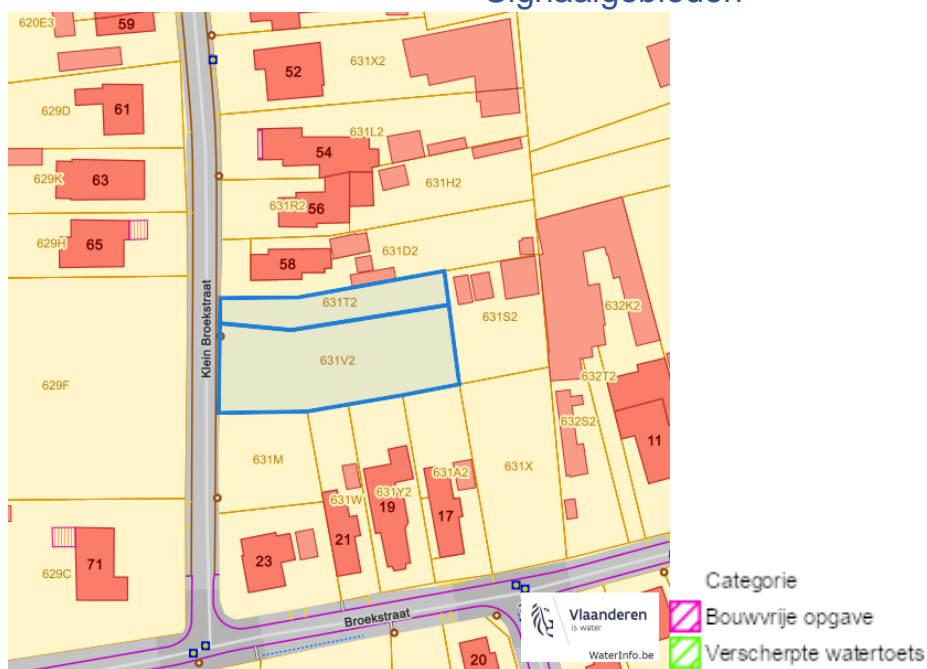 Signaalgebieden
620E3
59
52
631X2
629D
61
631L2
54
629K
63
631H2
631R2
56
629H
65
631D2
58
631T2
631S2
632K2
Klein Broekstraat
629F
631V2
632T2
632S2
11
631M
631A2
631X
631W
631Y2
19
17
21
23
71
629C
Broekstraat
Vlaanderen
is water
WaterInfo.be
20
Categorie
Bouwvrije opgave
Verscherpte watertoets